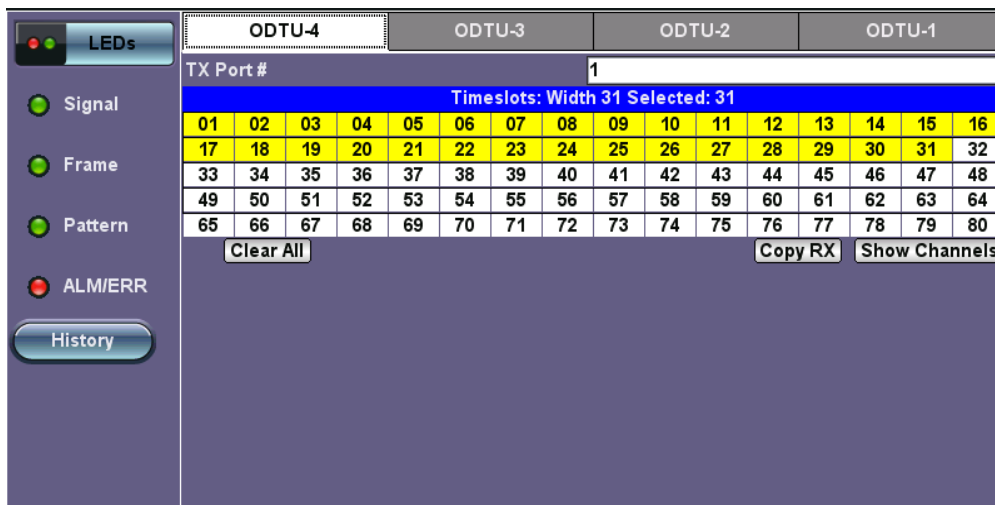 LEDs
Signal
Frame
Pattern
ALM/ERR
History
ODTU-4 ODTU-3 ODTU-2 ODTU-1
TX Port # 1
Timeslots: Width 31 Selected: 31
01 02 03 04 05 06 07 08 09 10 11 12 13 14 15 16
17 18 19 20 21 22 23 24 25 26 27 28 29 30 31 32
33 34 35 36 37 38 39 40 41 42 43 44 45 46 47 48
49 50 51 52 53 54 55 56 57 58 59 60 61 62 63 64
65 66 67 68 69 70 71 72 73 74 75 76 77 78 79 80
Clear All Copy RX Show Channels